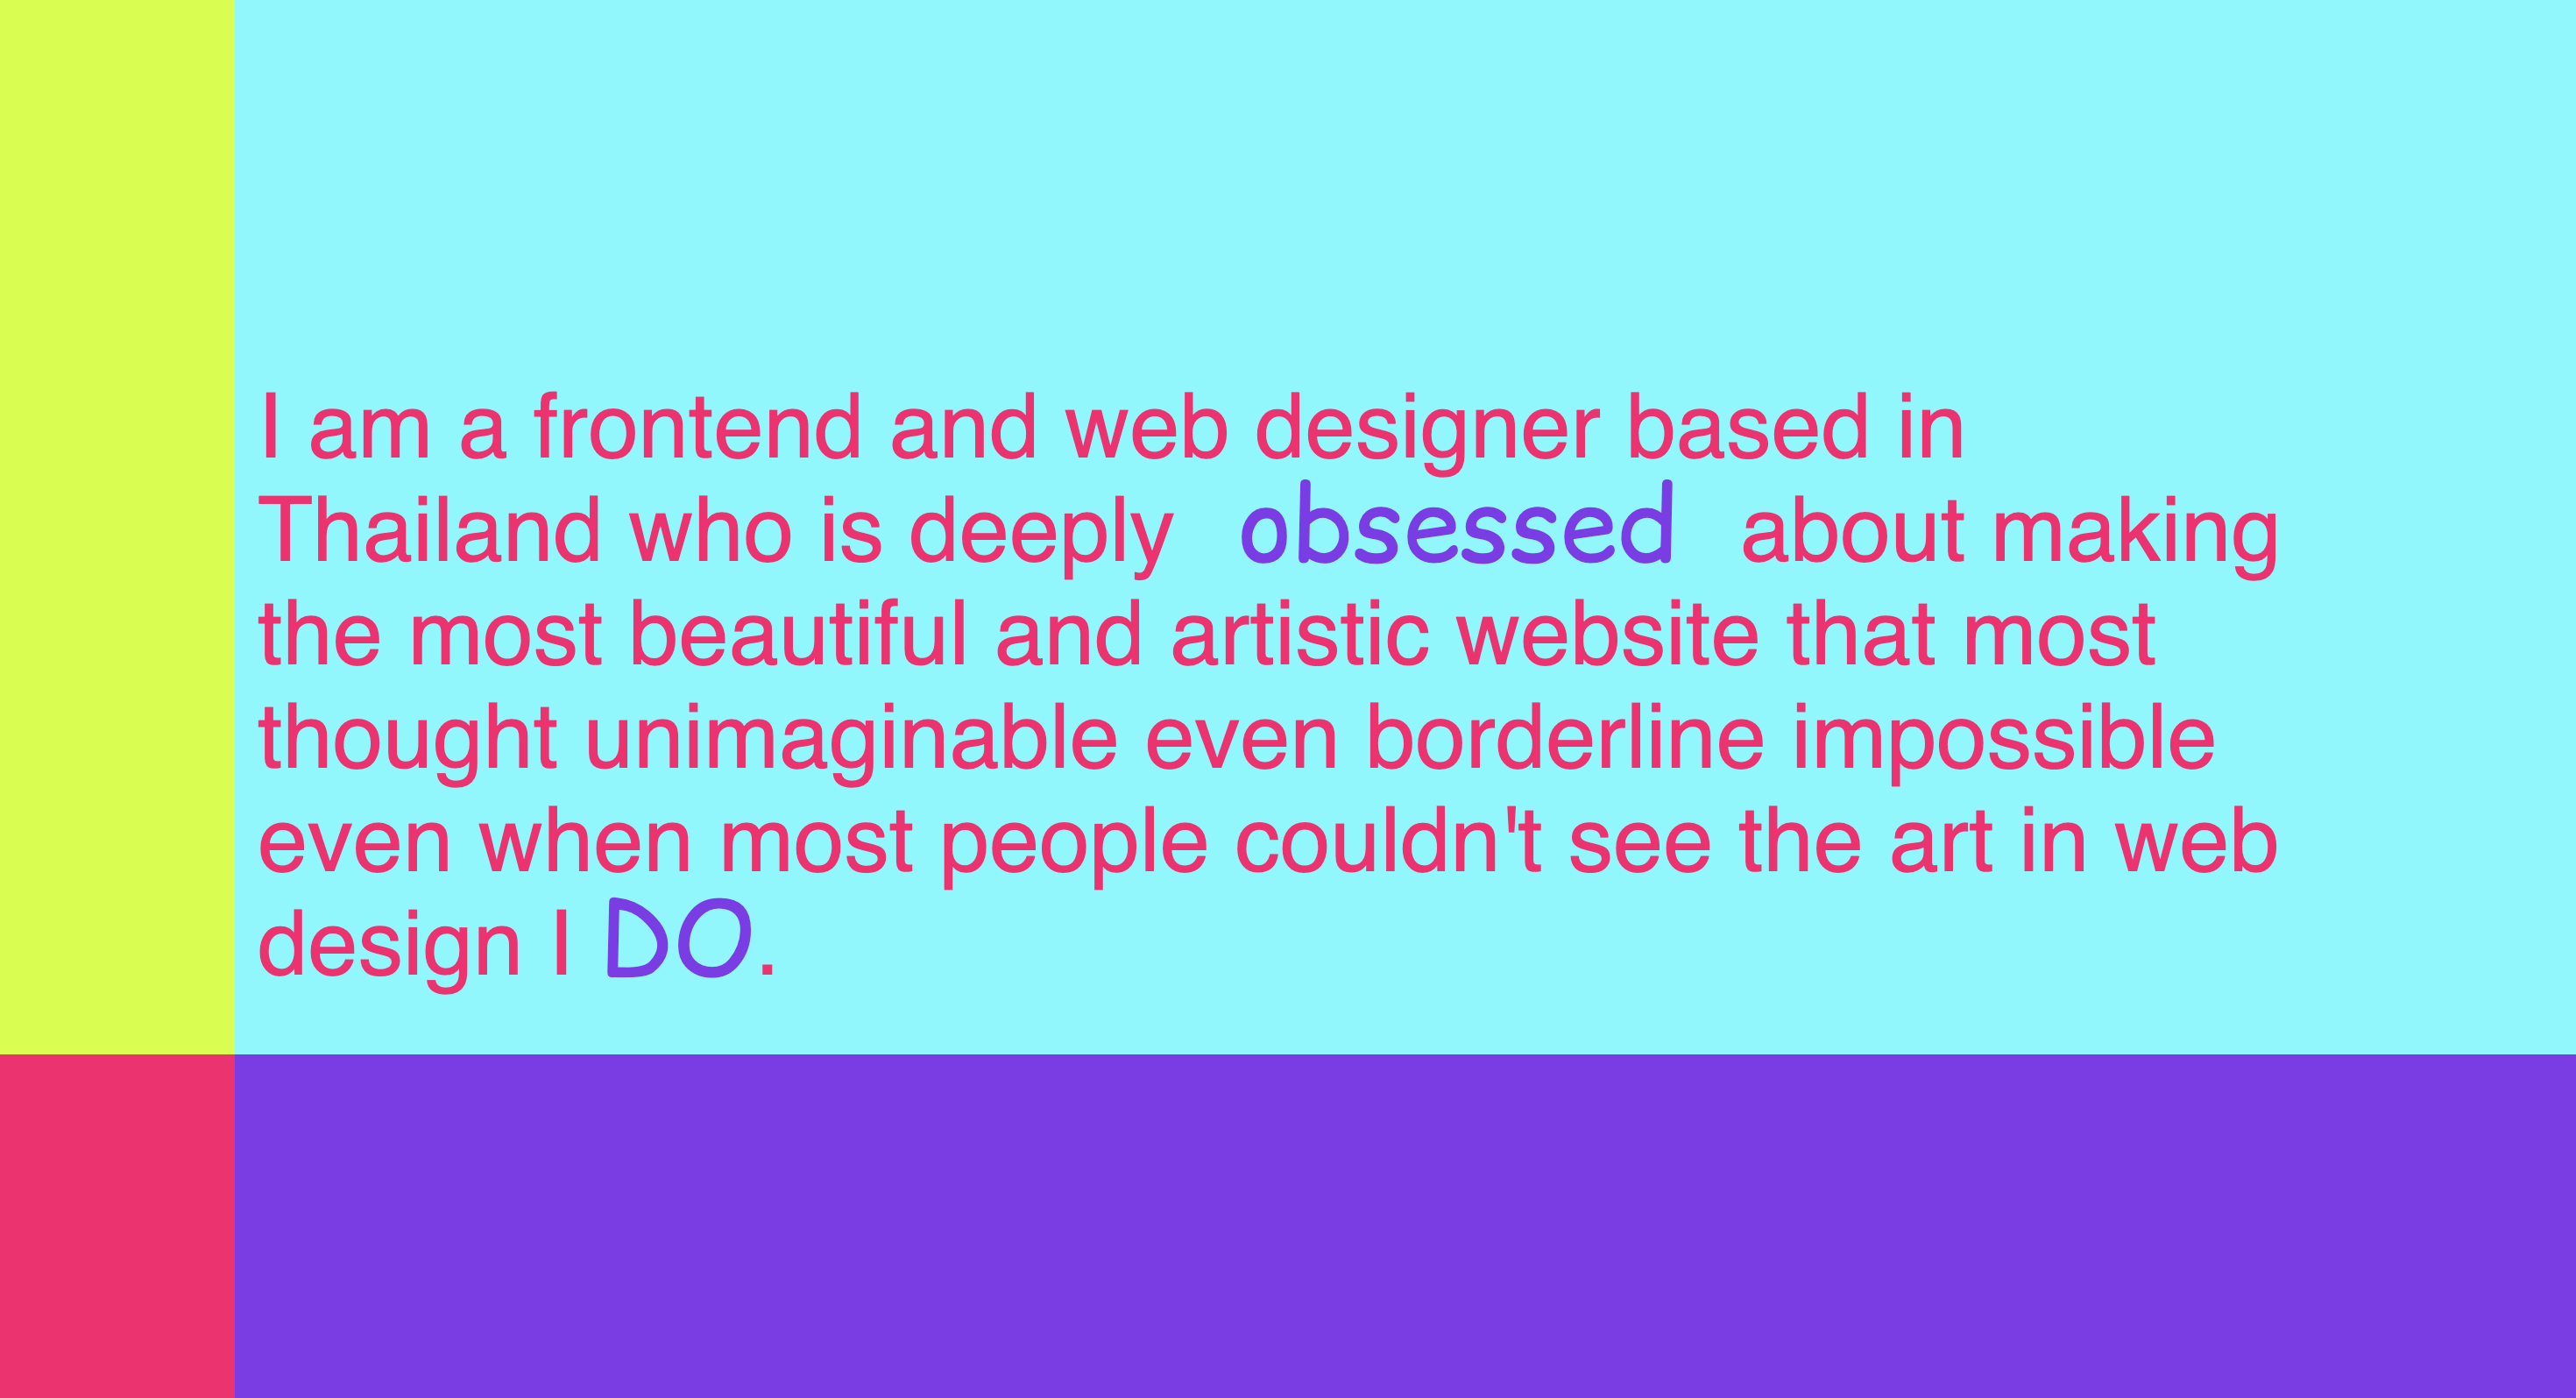 I am a frontend and web designer based in
Thailand who is deeply obsessed about making
the most beautiful and artistic website that most
thought unimaginable even borderline impossible
even when most people couldn't see the art in web
design I DO.